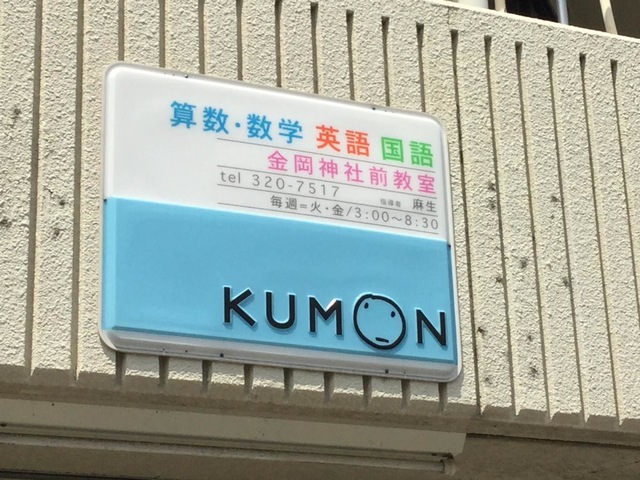 算数・数学 英語 国語
金岡神社前教室
tel 320-7517 指導者 麻生
毎週=火・金/3:00～8:30
KUMON